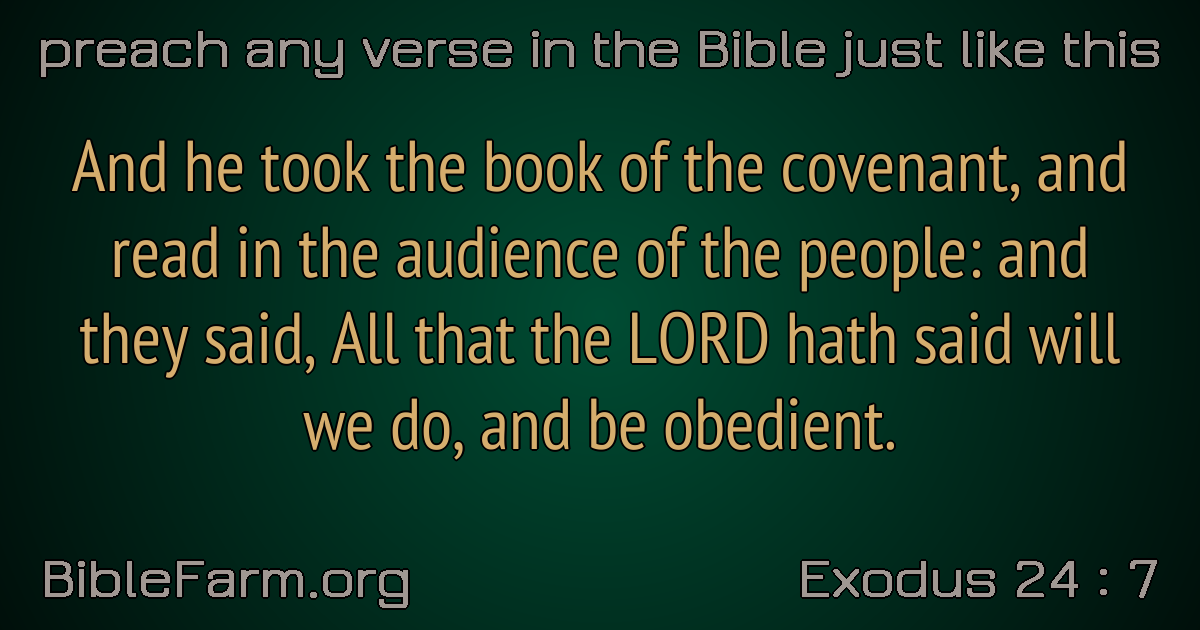 preach any verse in the Bible just like this
And he took the book of the covenant, and
read in the audience of the people: and
they said, All that the LORD hath said will
we do, and be obedient.
BibleFarm.org
Exodus 24 : 7